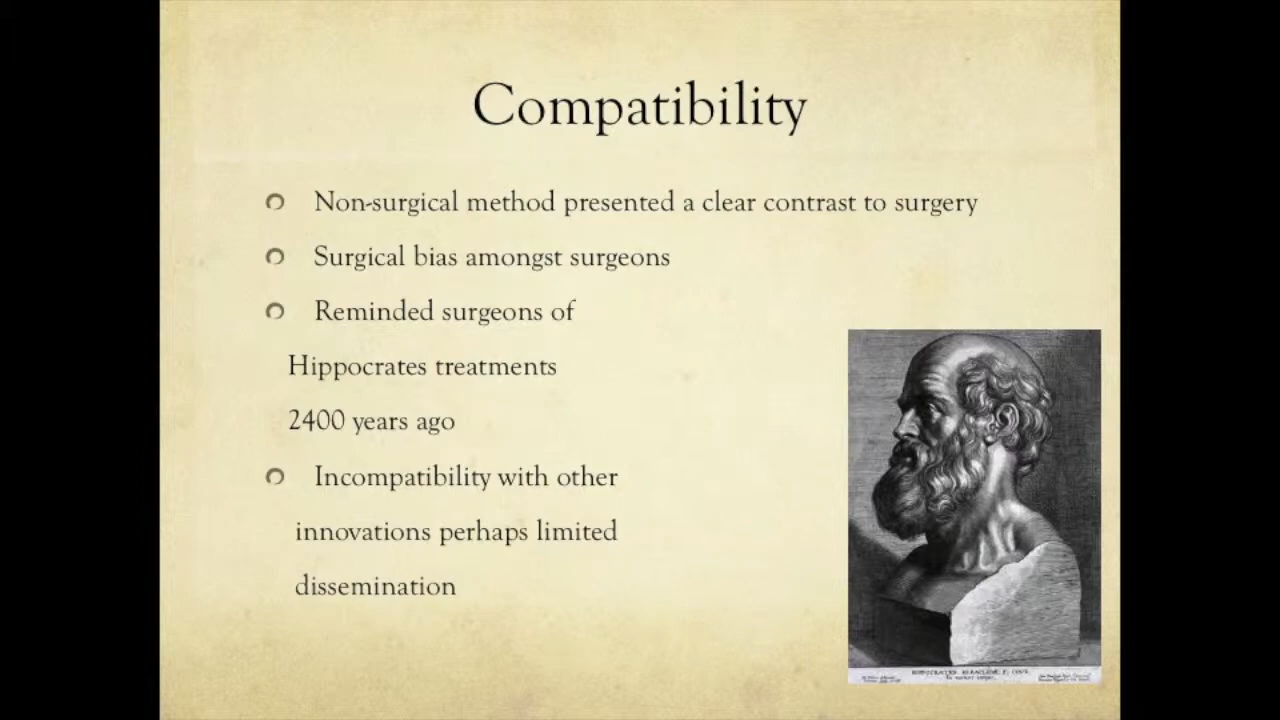 Compatibility
Non-surgical method presented a clear contrast to surgery
Surgical bias amongst surgeons
Reminded surgeons of
Hippocrates treatments
2400 years ago
Incompatibility with other
innovations perhaps limited
dissemination